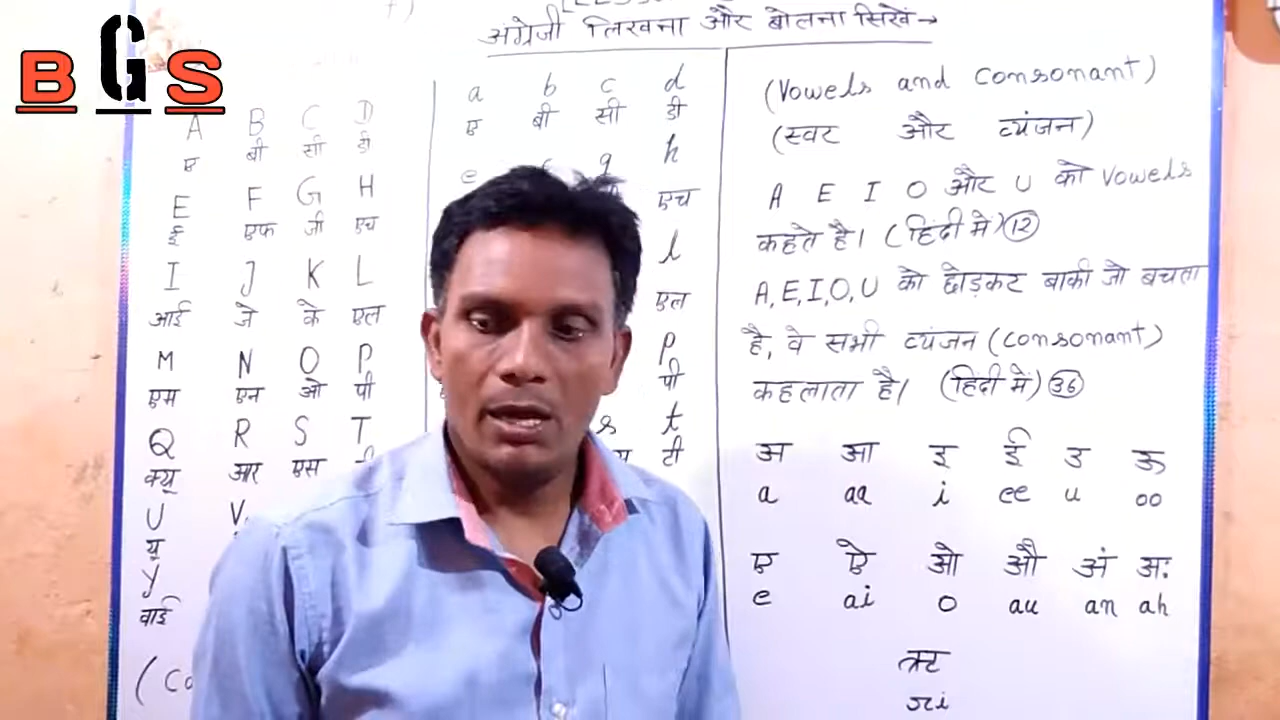 BGS
अंग्रेजी लिखना और बोलना सिखें→
A B C D
ए बी सी डी
E F G H
ई एफ जी एच
I J K L
आई जे के एल
M N O P
एम एन ओ पी
Q R S T
क्यू आर एस
U V
यू
y
वाई
a b c d
ए बी सी डी
e g h
एच
l
एल
p
पी
s t
टी
(Vowels and Consonant)
(स्वर और व्यंजन)
A E I O और U को Vowels
कहते है। (हिंदी में) 12
A,E,I,O,U को छोड़कर बाकी जो बचता
है, वे सभी व्यंजन (Consonant)
कहलाता है। (हिंदी में) 36
अ आ इ ई उ ऊ
a aa i ee u oo
ए ऐ ओ औ अं अः
e ai o au an ah
ऋ
ri